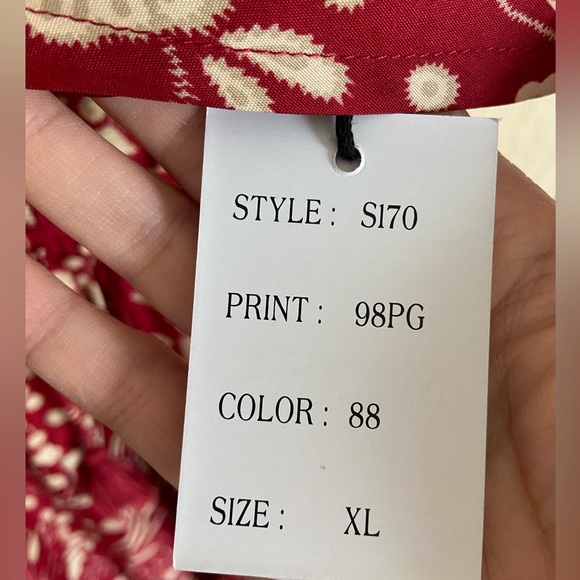 STYLE : S170
PRINT : 98PG
COLOR : 88
SIZE : XL